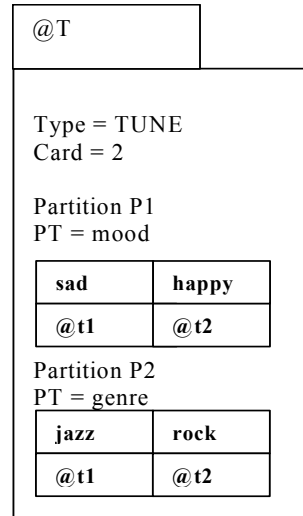 @T
Type = TUNE
Card = 2
Partition P1
PT = mood
sad happy
@t1 @t2
Partition P2
PT = genre
jazz rock
@t1 @t2